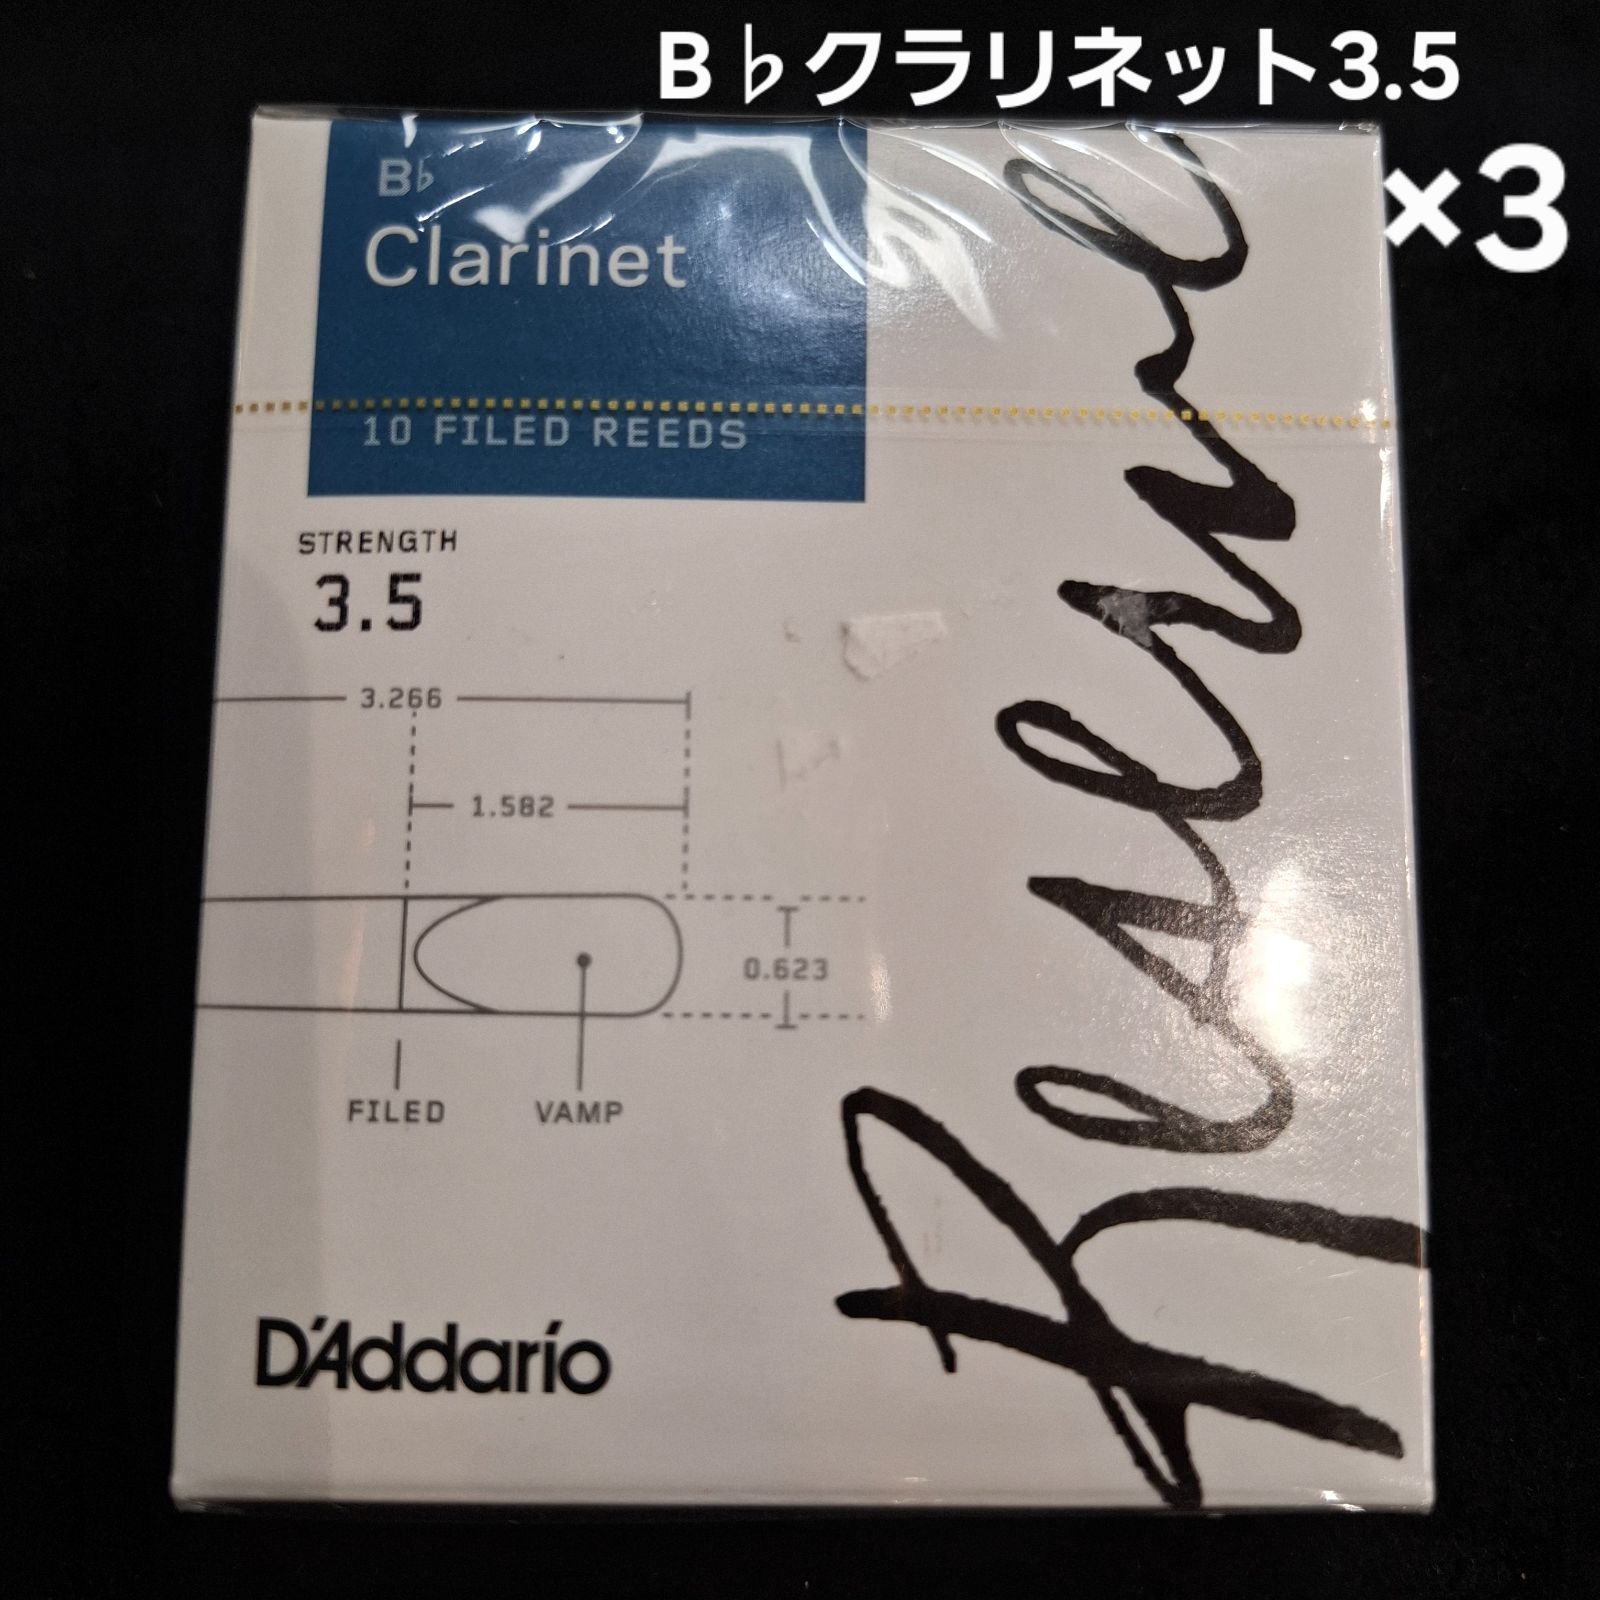 B♭クラリネット3.5
×3
B♭
Clarinet
10 FILED REEDS
STRENGTH
3.5
3.266
1.582
0.623
FILED VAMP
D'Addario
Reserve